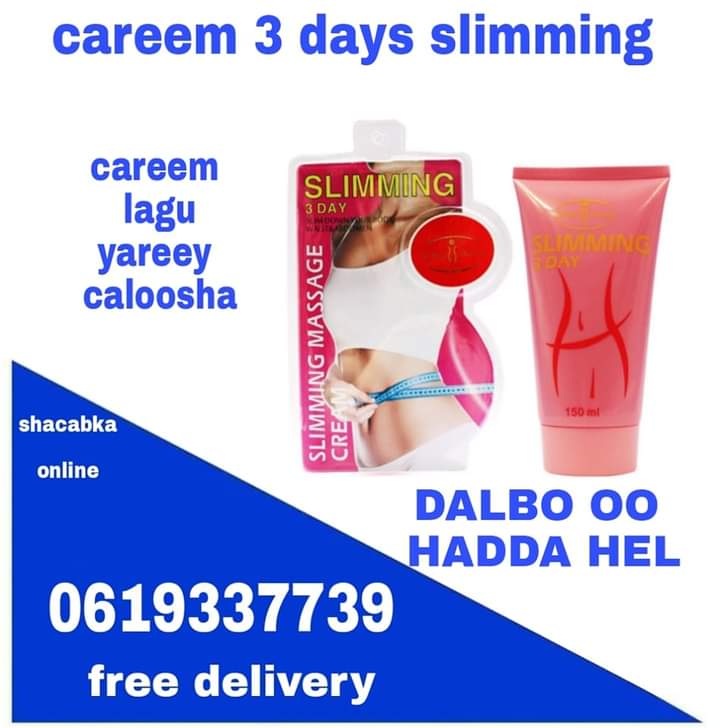 careem 3 days slimming
careem
lagu
yareey
caloosha
SLIMMING
3 DAY
SLIMMING MASSAGE
CREAM
SLIMMING
3 DAY
150 ml
shacabka
online
DALBO OO
HADDA HEL
0619337739
free delivery